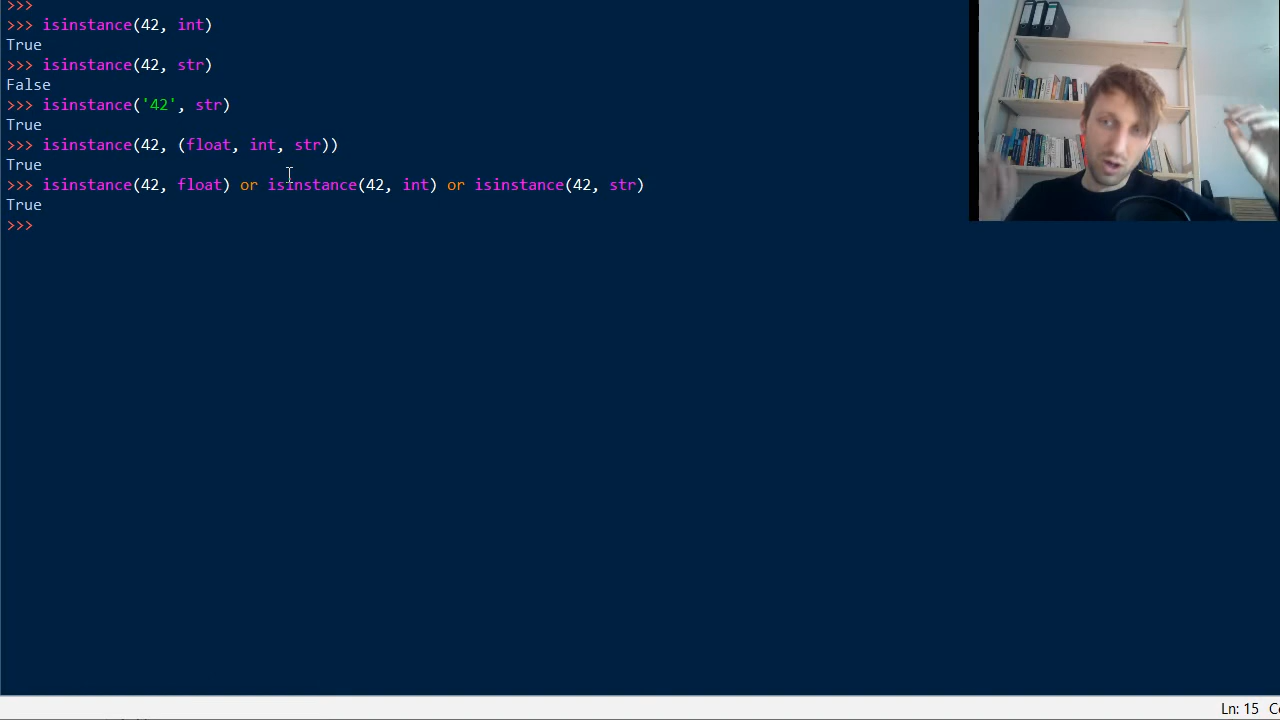 >>>
>>> isinstance(42, int)
True
>>> isinstance(42, str)
False
>>> isinstance('42', str)
True
>>> isinstance(42, (float, int, str))
True
>>> isinstance(42, float) or isinstance(42, int) or isinstance(42, str)
True
>>>
Ln: 15